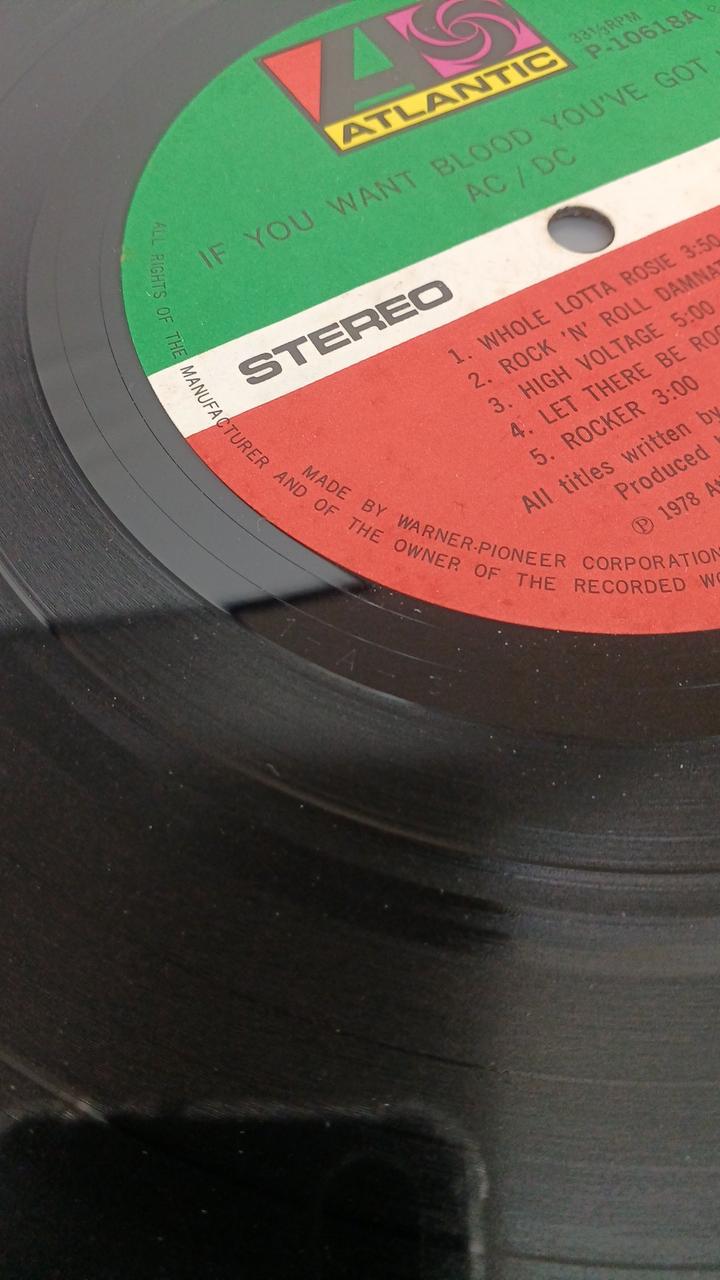 ATLANTIC
33⅓RPM
P-10618A
IF YOU WANT BLOOD YOU'VE GOT
AC / DC
STEREO
1. WHOLE LOTTA ROSIE 3:50
2. ROCK 'N' ROLL DAMNAT
3. HIGH VOLTAGE 5:00
4. LET THERE BE RO
5. ROCKER 3:00
All titles written by
Produced
Ⓟ 1978 At
MADE BY WARNER-PIONEER CORPORATION
ALL RIGHTS OF THE MANUFACTURER AND OF THE OWNER OF THE RECORDED WO